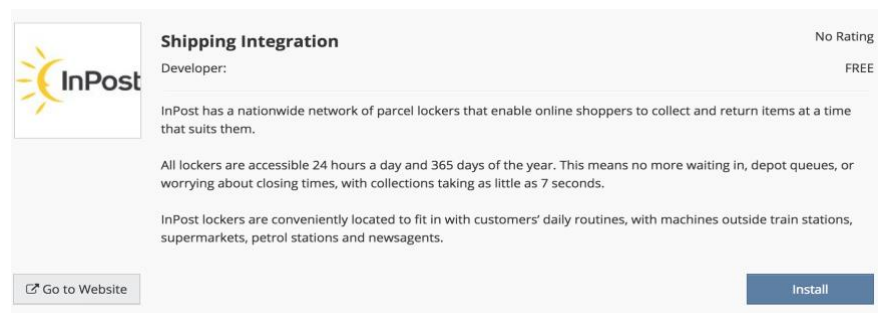 InPost
Shipping Integration
No Rating
Developer:
FREE
InPost has a nationwide network of parcel lockers that enable online shoppers to collect and return items at a time
that suits them.
All lockers are accessible 24 hours a day and 365 days of the year. This means no more waiting in, depot queues, or
worrying about closing times, with collections taking as little as 7 seconds.
InPost lockers are conveniently located to fit in with customers' daily routines, with machines outside train stations,
supermarkets, petrol stations and newsagents.
Go to Website
Install